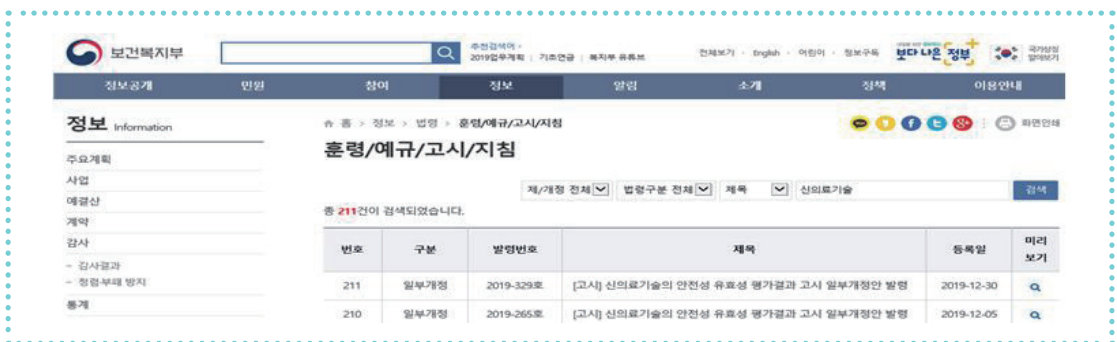 보건복지부
추천검색어
2019업무계획 | 기초연금 | 복지부 유튜브
전체보기 · English · 어린이 · 정보구독
보다 나은 정부
국가상징 알아보기
정보공개 민원 참여 정보 알림 소개 정책 이용안내
정보 Information
홈 > 정보 > 법령 > 훈령/예규/고시/지침
화면인쇄
훈령/예규/고시/지침
주요계획
사업
예결산
계약
감사
- 감사결과
- 청렴·부패 방지
통계
제/개정 전체 법령구분 전체 제목 신의료기술 검색
총 211건이 검색되었습니다.
번호 구분 발령번호 제목 등록일 미리보기
211 일부개정 2019-329호 [고시] 신의료기술의 안전성 유효성 평가결과 고시 일부개정안 발령 2019-12-30
210 일부개정 2019-265호 [고시] 신의료기술의 안전성 유효성 평가결과 고시 일부개정안 발령 2019-12-05